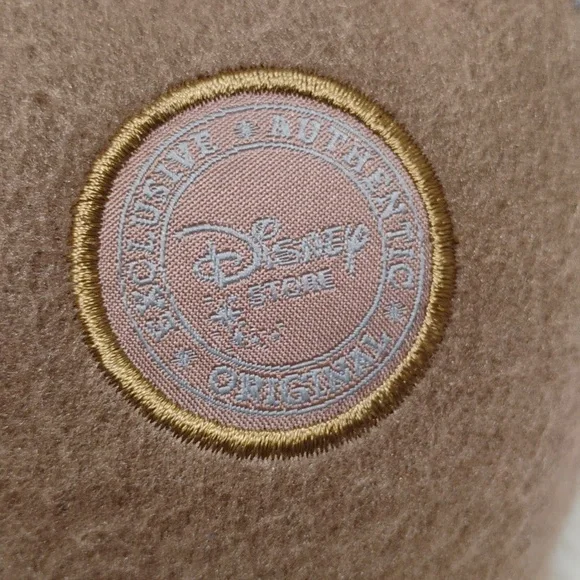 EXCLUSIVE * AUTHENTIC * ORIGINAL *
Disney
STORE